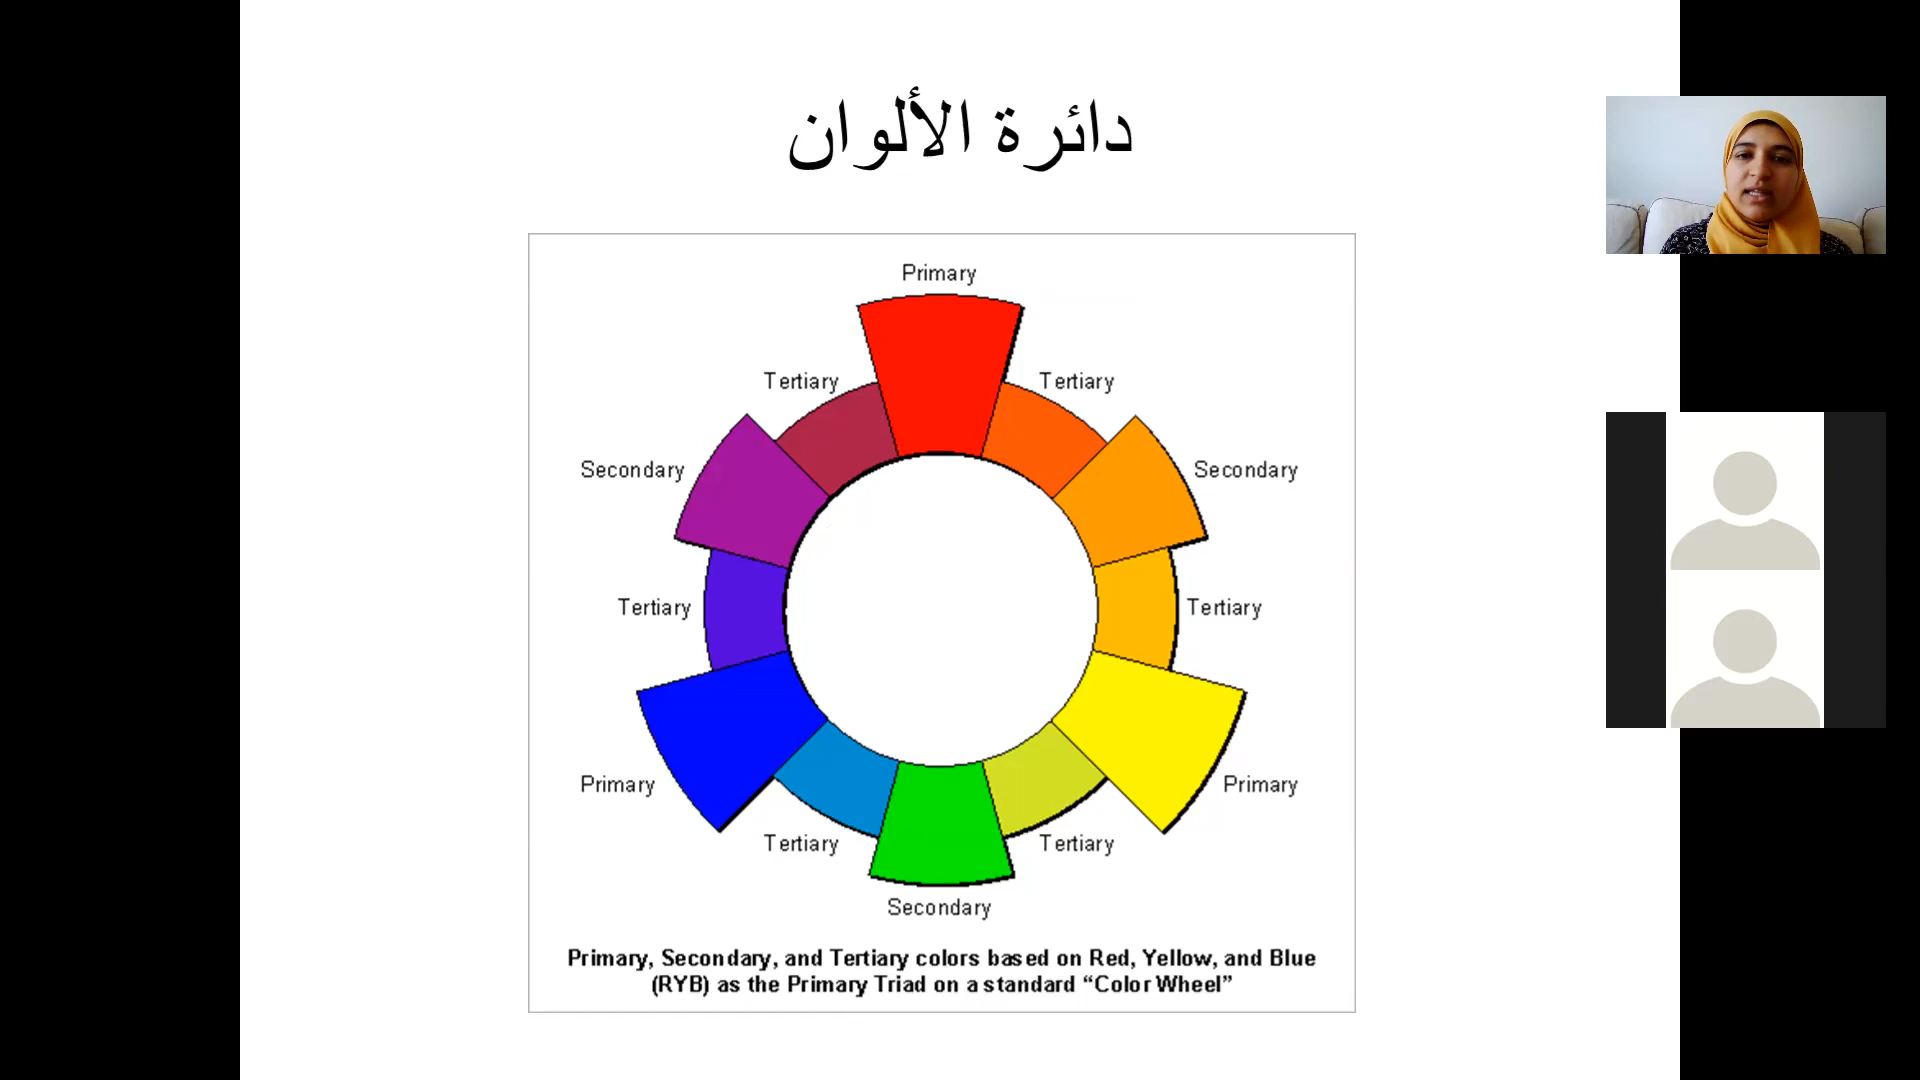 دائرة الألوان
Primary
Tertiary
Tertiary
Secondary
Secondary
Tertiary
Tertiary
Primary
Primary
Tertiary
Tertiary
Secondary
Primary, Secondary, and Tertiary colors based on Red, Yellow, and Blue
(RYB) as the Primary Triad on a standard “Color Wheel”